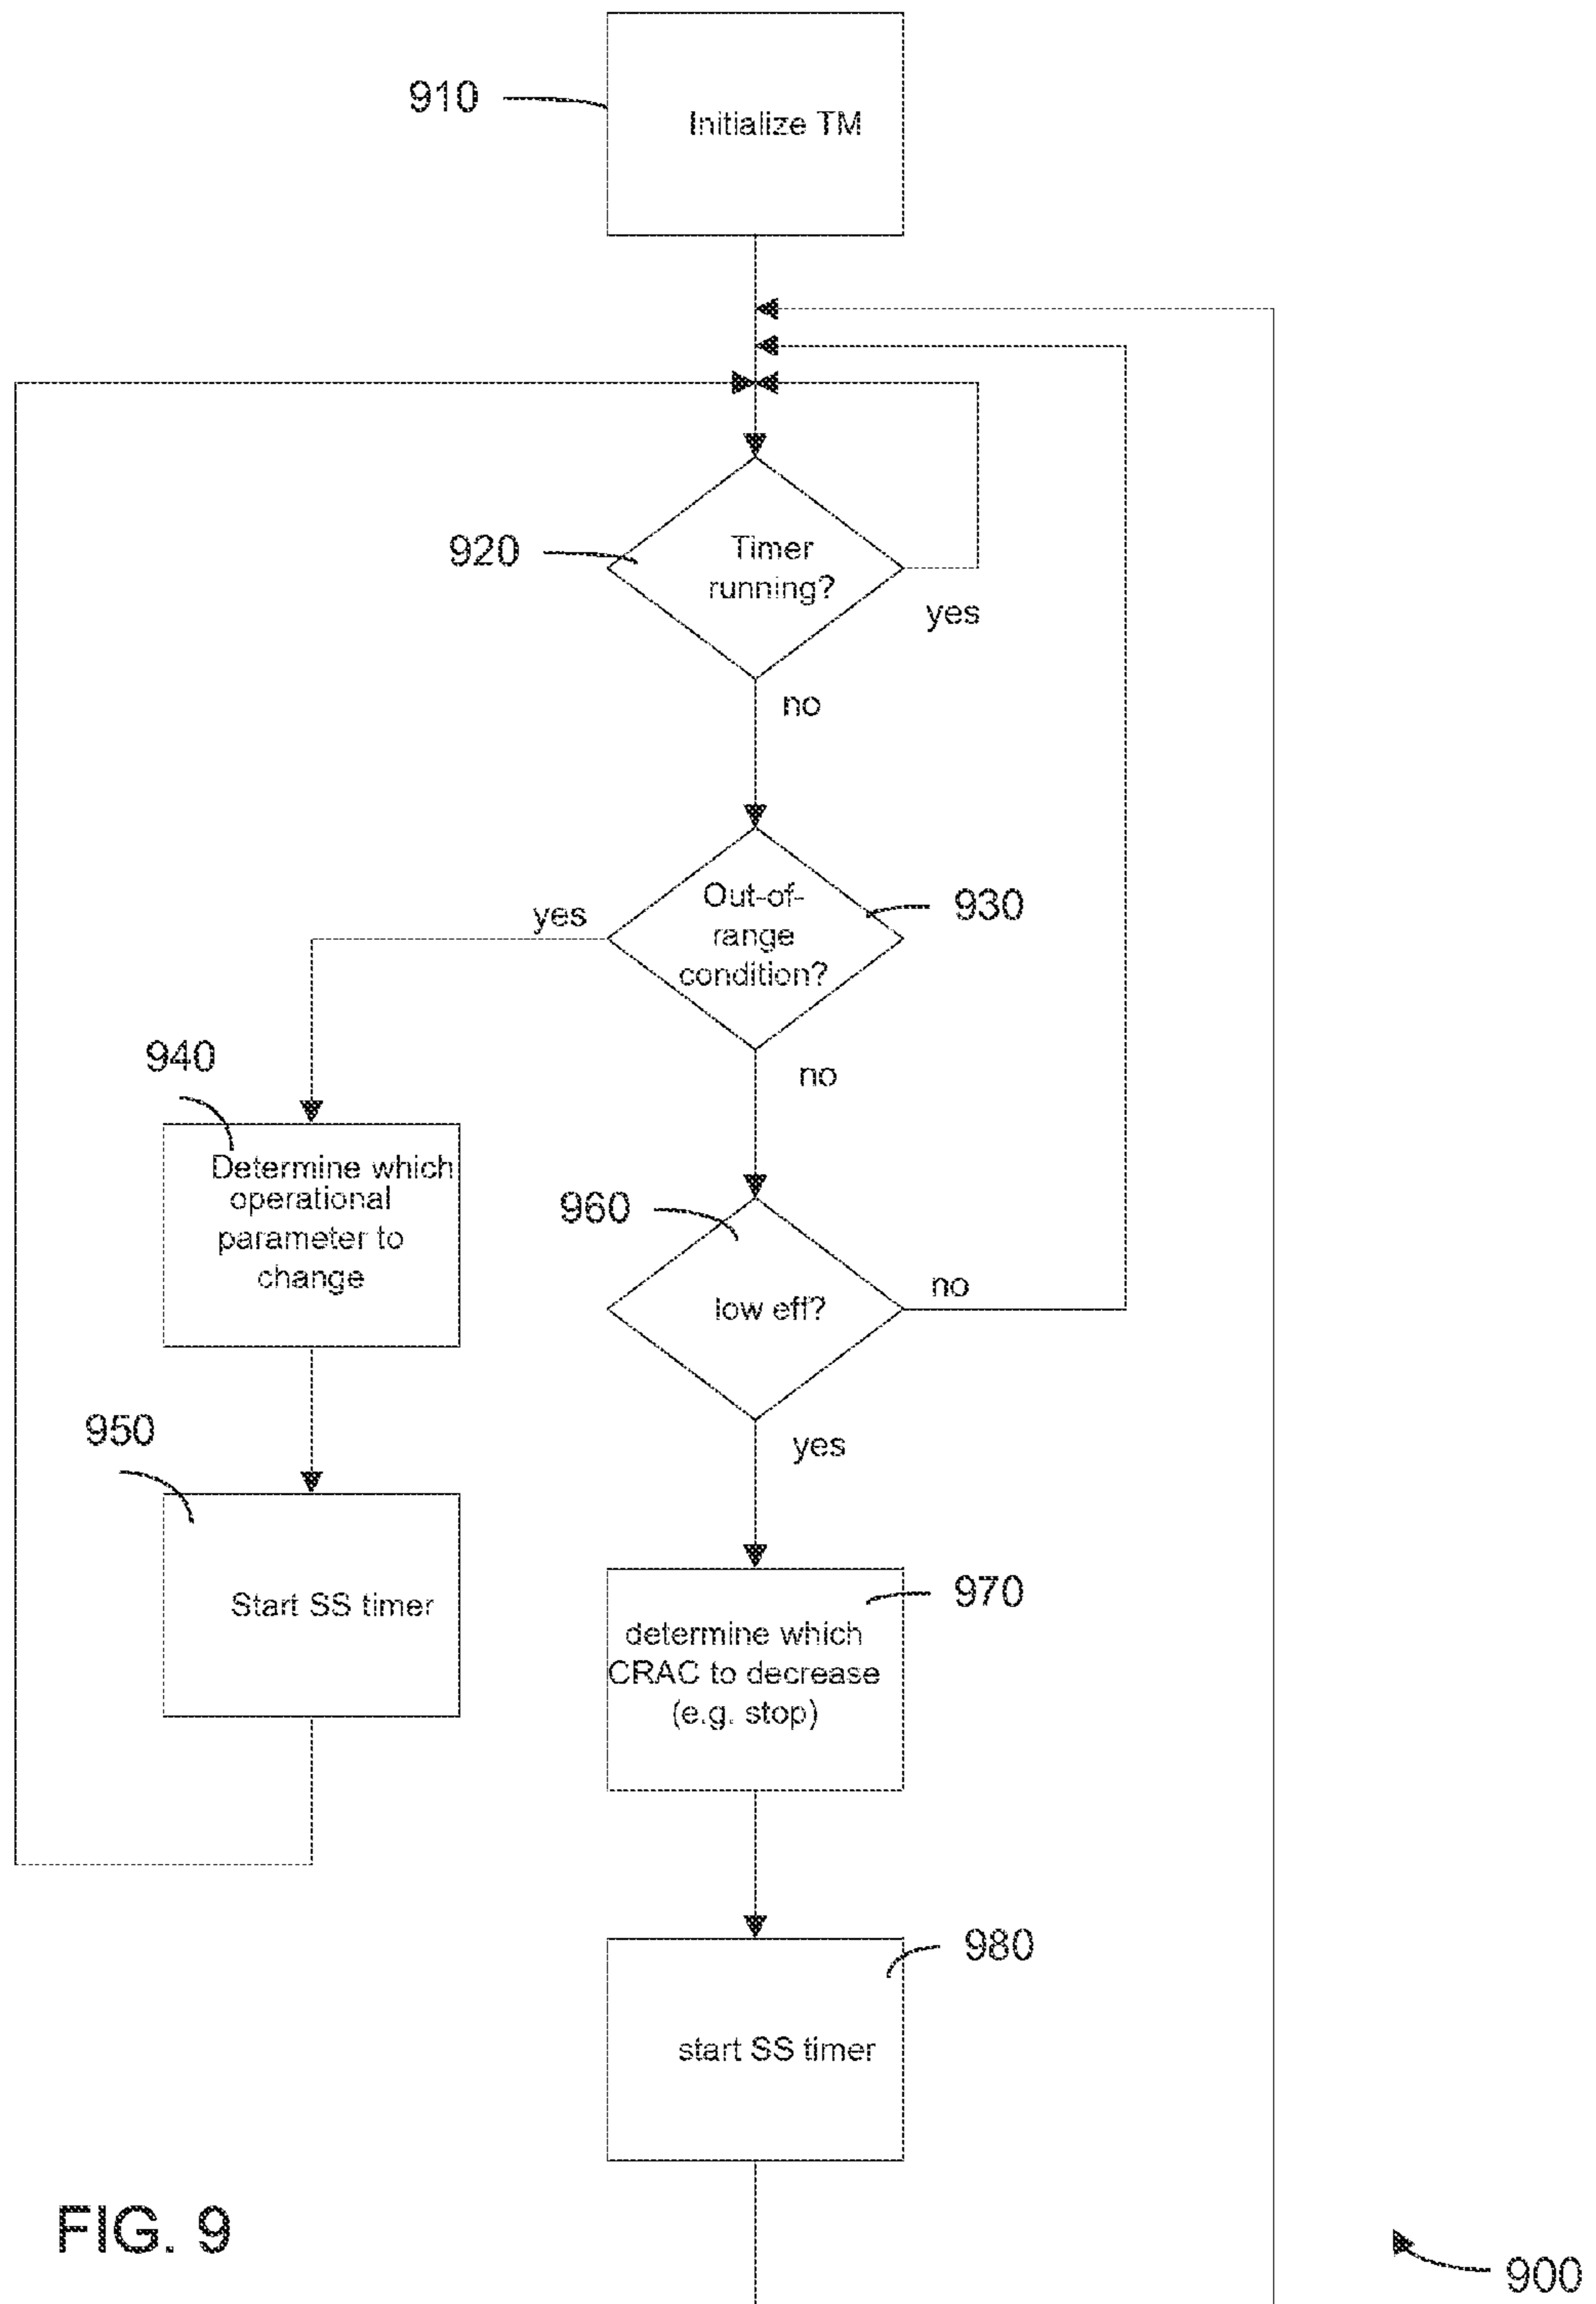 910
Initialize TM
920
Timer
running?
yes
no
Out-of-
range
condition?
930
yes
no
940
Determine which
operational
parameter to
change
960
low eff?
no
yes
950
Start SS timer
970
determine which
CRAC to decrease
(e.g. stop)
980
start SS timer
FIG. 9
900